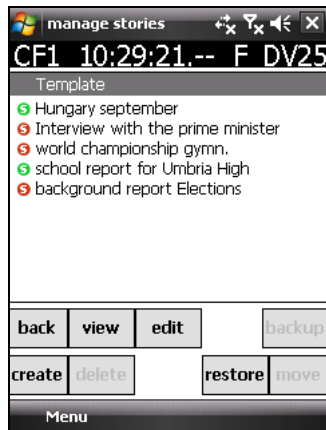 manage stories
CF1 10:29:21.-- F DV25
Template
S Hungary september
S Interview with the prime minister
S world championship gymn.
S school report for Umbria High
S background report Elections
back view edit backup
create delete restore move
Menu